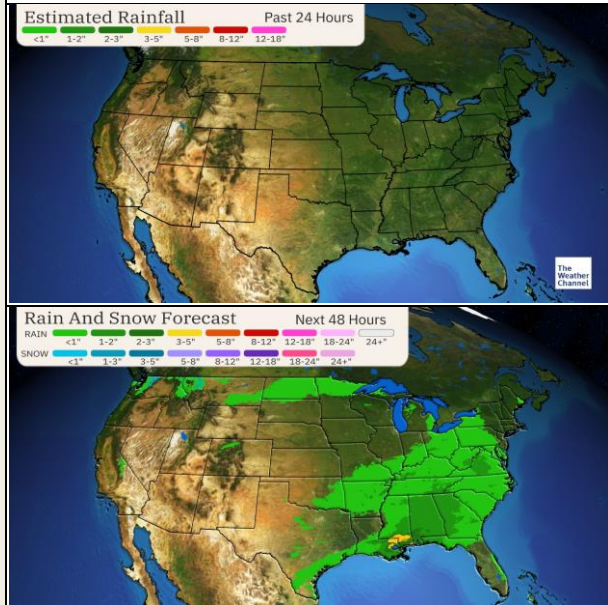 Estimated Rainfall Past 24 Hours
<1" 1-2" 2-3" 3-5" 5-8" 8-12" 12-18"
The
Weather
Channel
Rain And Snow Forecast Next 48 Hours
RAIN
<1" 1-2" 2-3" 3-5" 5-8" 8-12" 12-18" 18-24" 24+"
SNOW
<1" 1-3" 3-5" 5-8" 8-12" 12-18" 18-24" 24+"